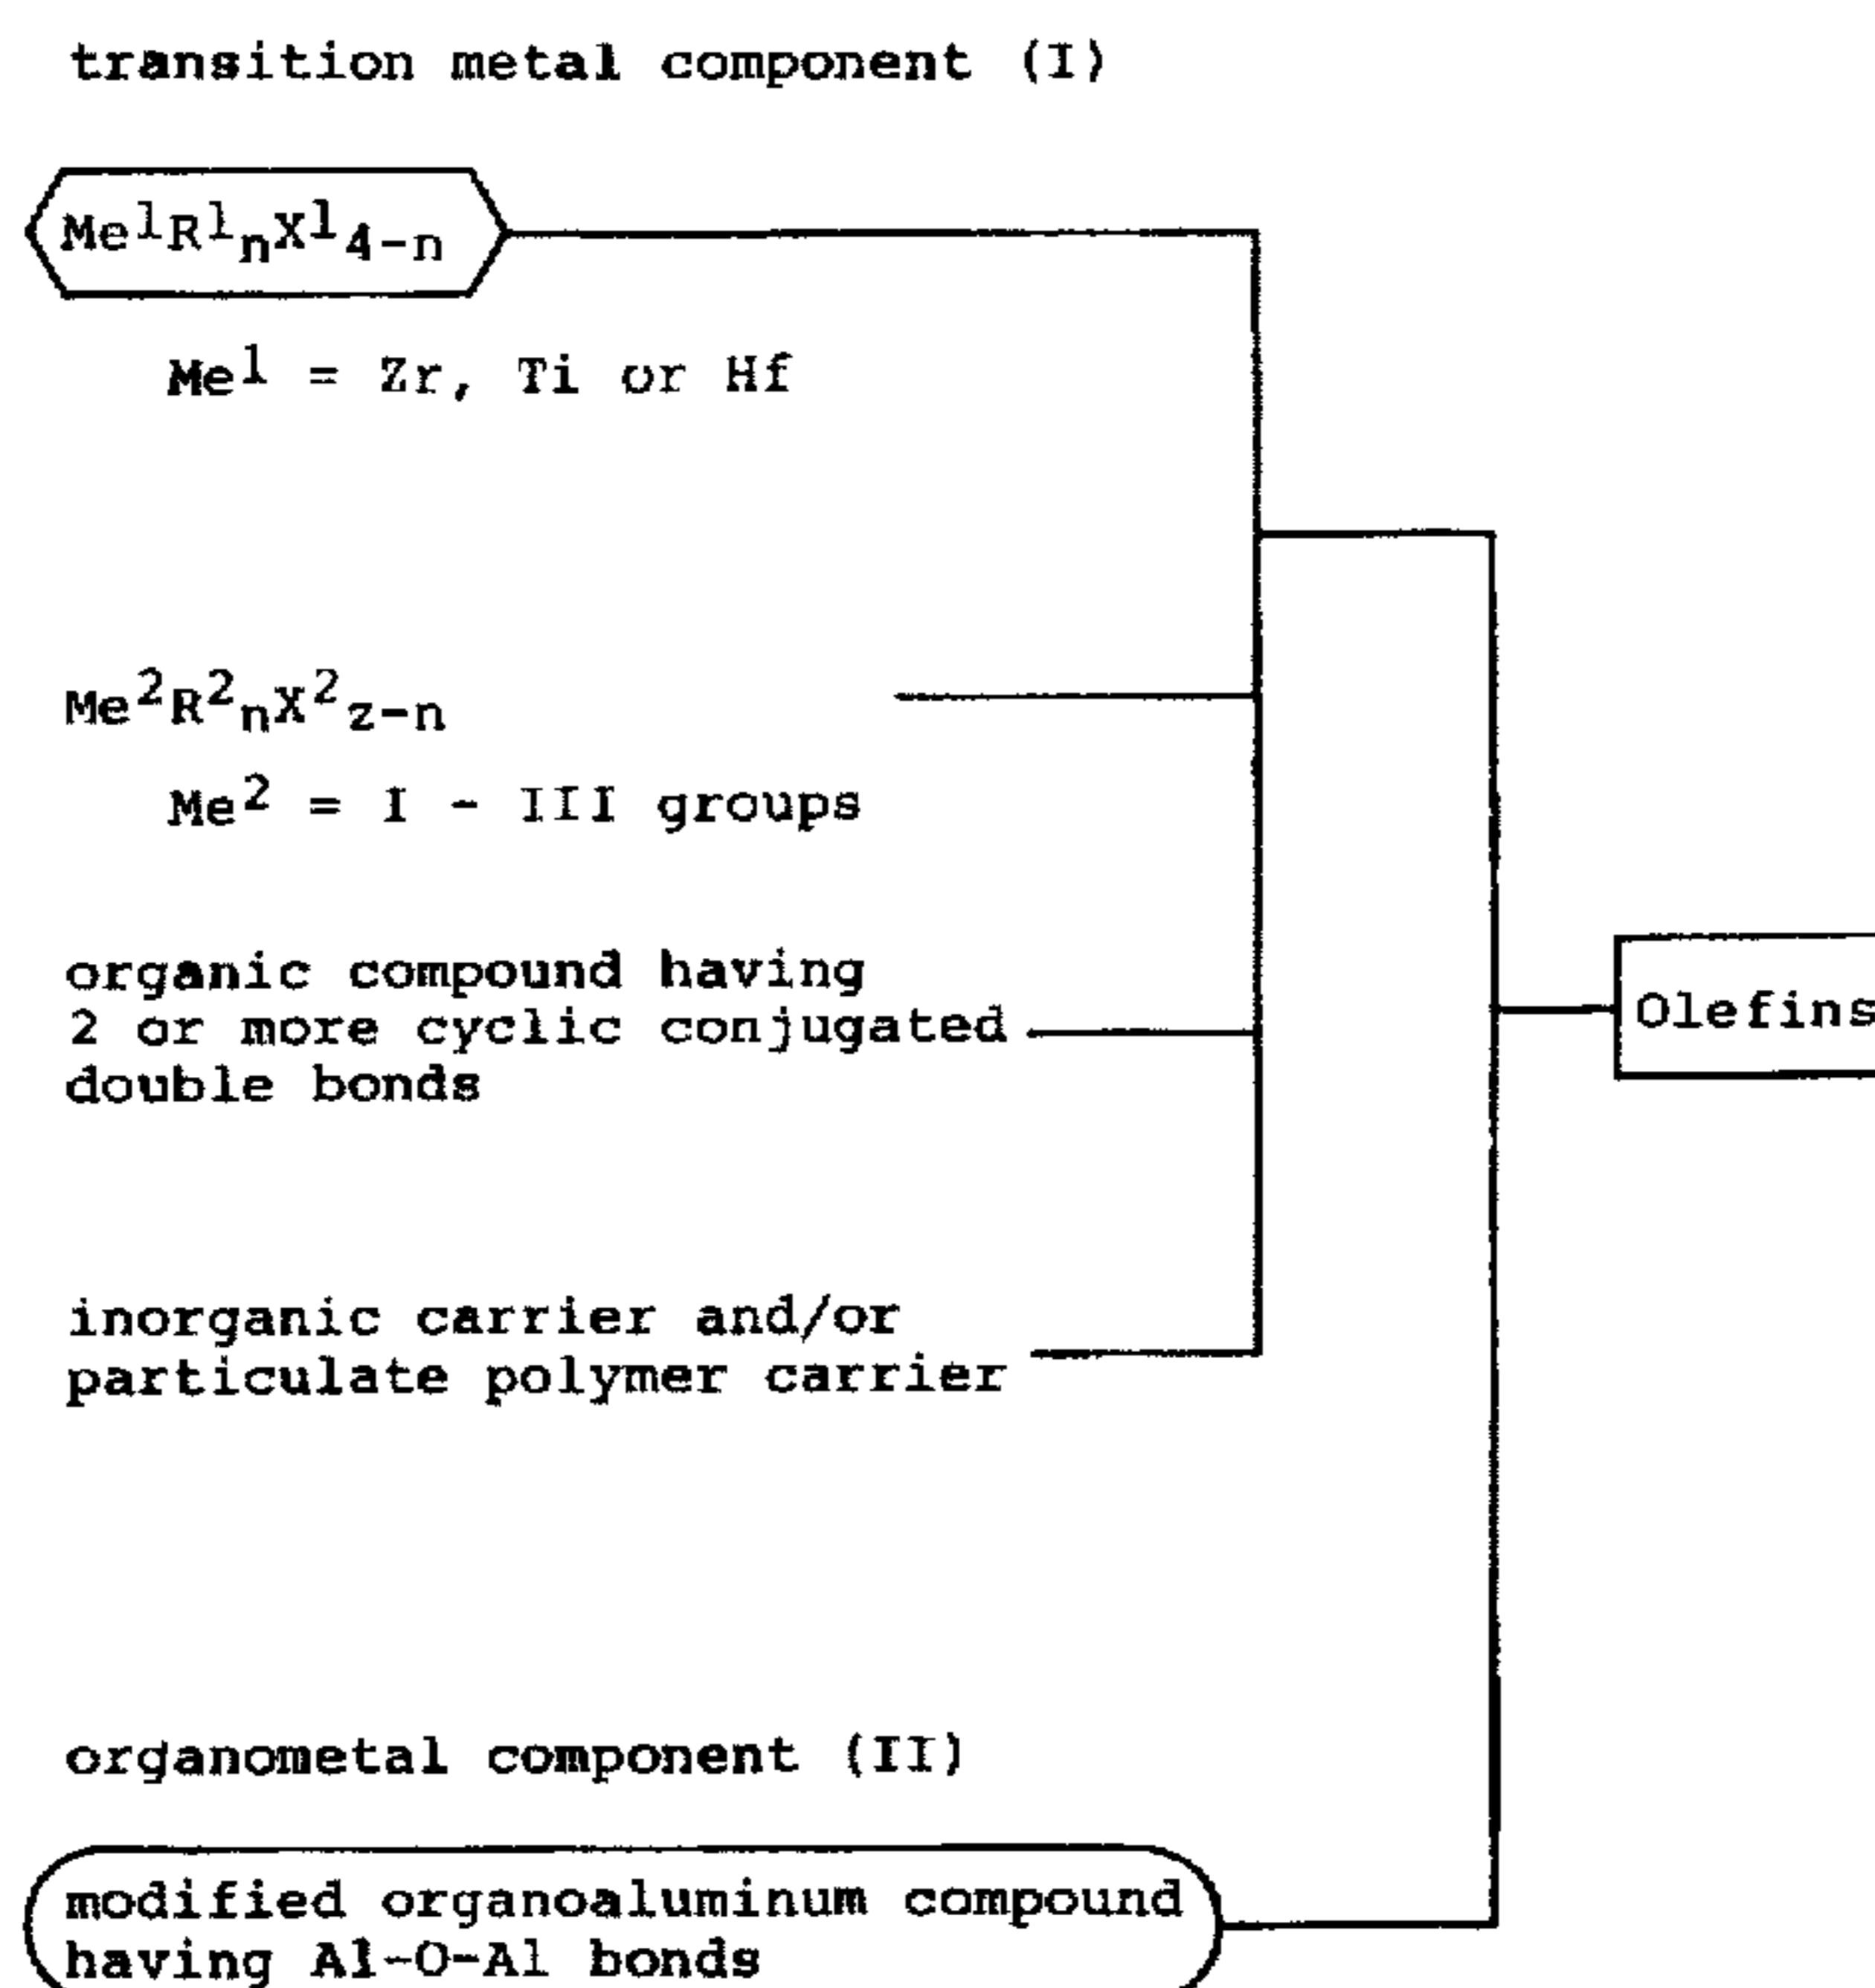 transition metal component (I)
Me¹R¹ₙX¹₄₋ₙ
Me¹ = Zr, Ti or Hf
Me²R²ₙX²z₋ₙ
Me² = I - III groups
organic compound having
2 or more cyclic conjugated
double bonds
Olefins
inorganic carrier and/or
particulate polymer carrier
organometal component (II)
modified organoaluminum compound
having Al-O-Al bonds